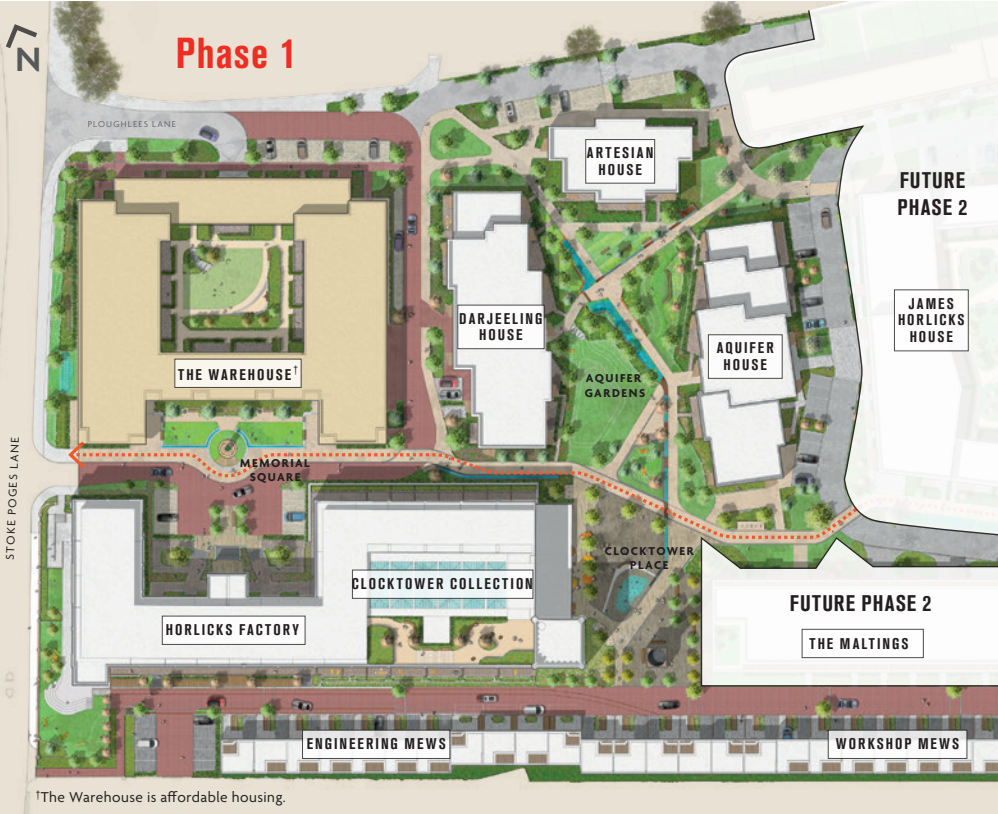 N
Phase 1
PLOUGHLEES LANE
ARTESIAN
HOUSE
FUTURE
PHASE 2
DARJEELING
HOUSE
JAMES
HORLICKS
HOUSE
AQUIFER
HOUSE
THE WAREHOUSE†
AQUIFER
GARDENS
STOKE POGES LANE
MEMORIAL
SQUARE
CLOCKTOWER
PLACE
CLOCKTOWER COLLECTION
FUTURE PHASE 2
HORLICKS FACTORY
THE MALTINGS
ENGINEERING MEWS
WORKSHOP MEWS
†The Warehouse is affordable housing.